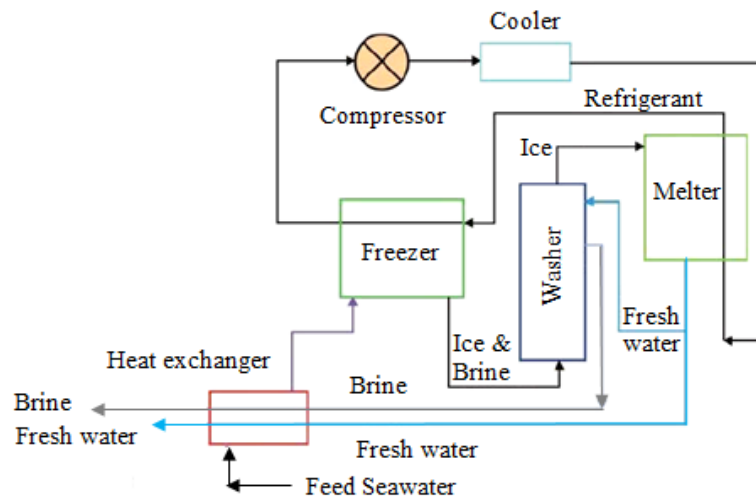 Cooler
Compressor
Refrigerant
Ice
Melter
Freezer
Washer
Fresh
water
Ice &
Brine
Heat exchanger
Brine
Brine
Fresh water
Fresh water
Feed Seawater